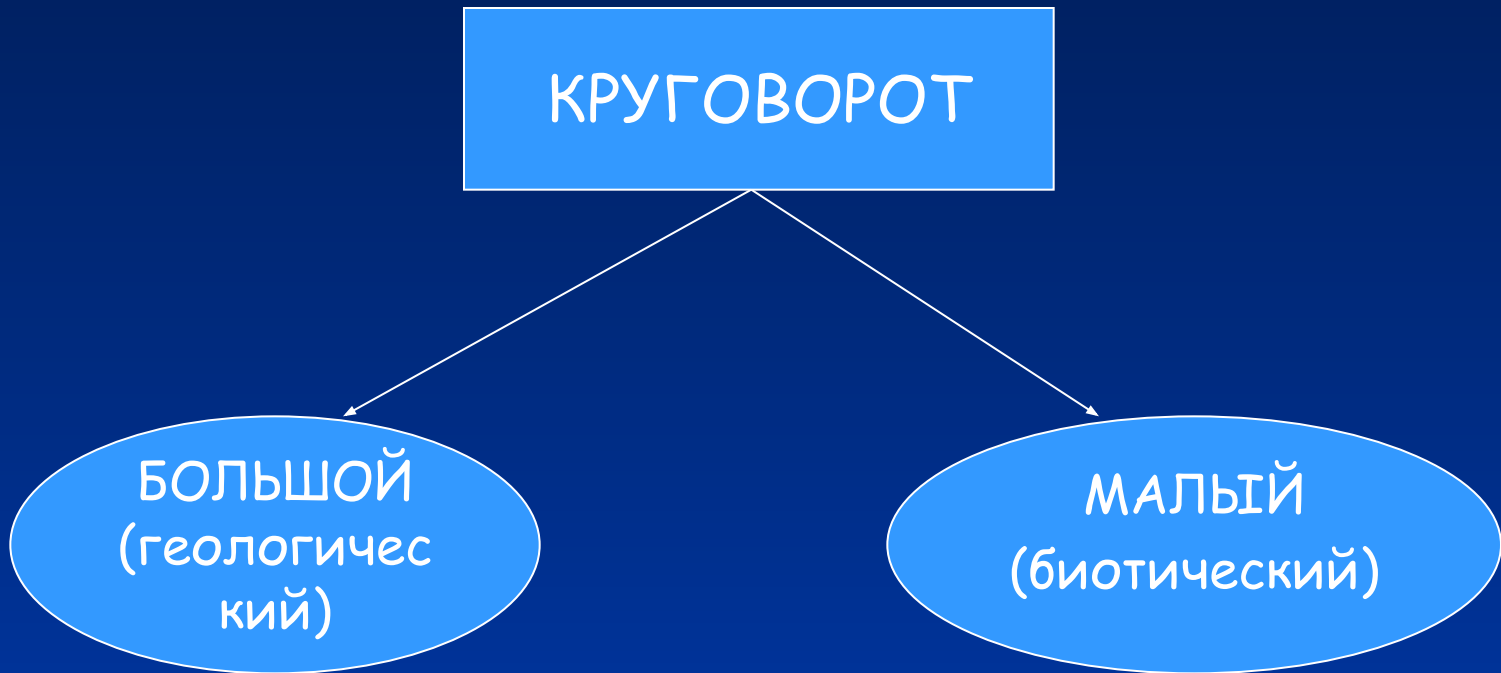 КРУГОВОРОТ
БОЛЬШОЙ
(геологичес
кий)
МАЛЫЙ
(биотический)